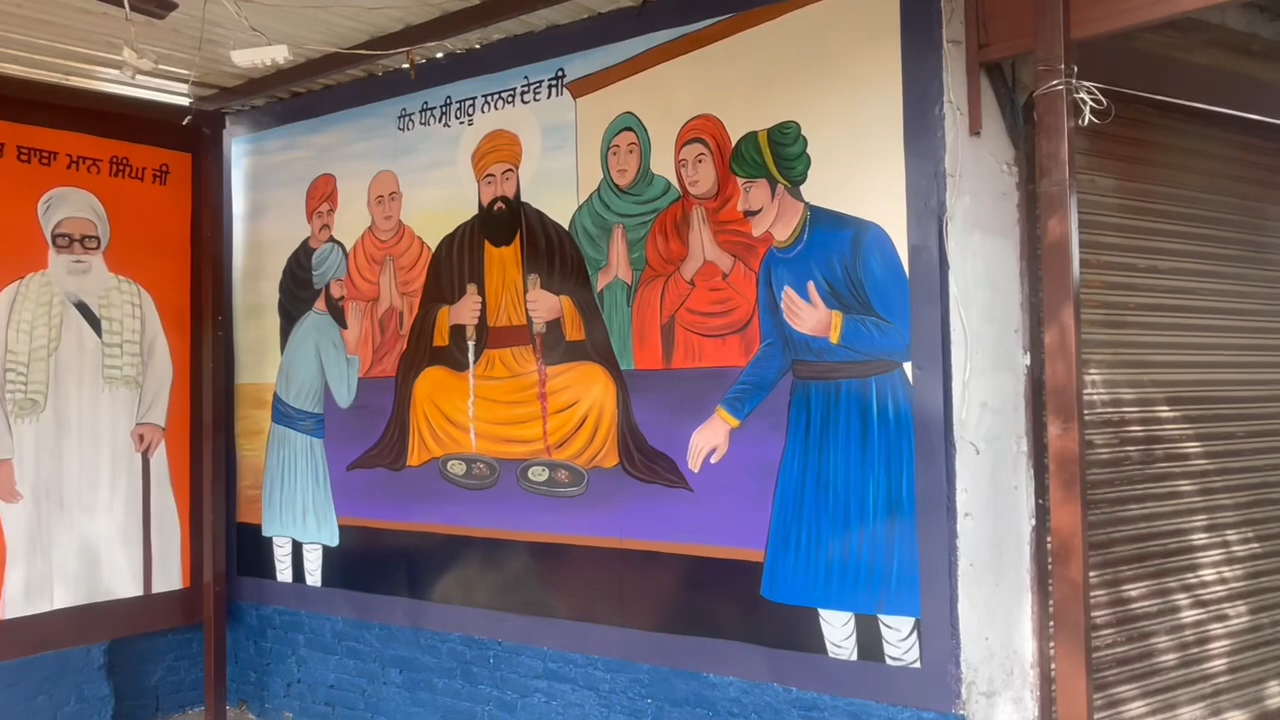 ਬਾਬਾ ਮਾਨ ਸਿੰਘ ਜੀ
ਧੰਨ ਧੰਨ ਸ੍ਰੀ ਗੁਰੂ ਨਾਨਕ ਦੇਵ ਜੀ